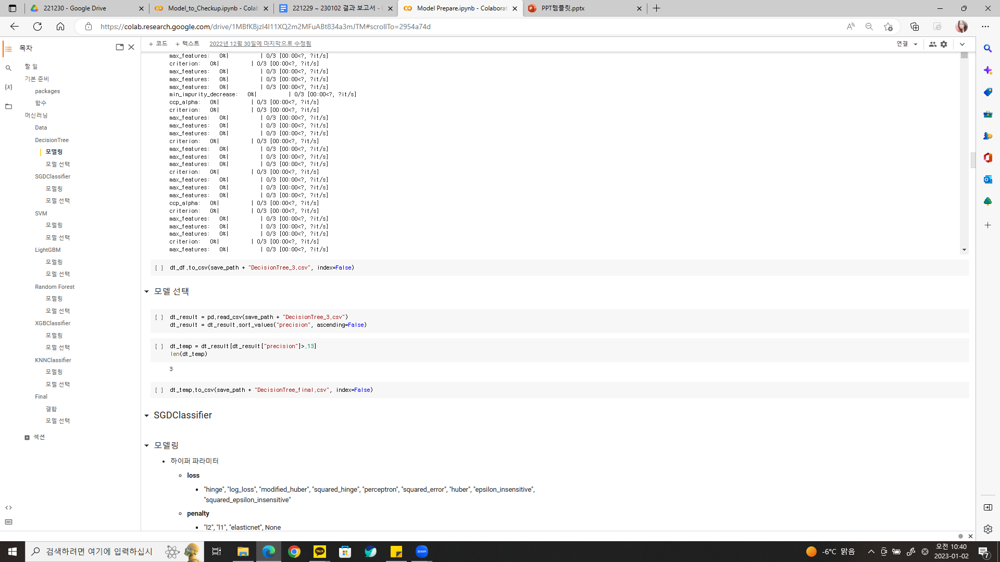 221230 - Google Drive
Model_to_Checkup.ipynb - Colab
221229 ~ 230102 결과 보고서 - G
Model Prepare.ipynb - Colaborat
PPT템플릿.pptx
https://colab.research.google.com/drive/1MBfKBjzI4I11XQ2m2MFuABt834a3mJTM#scrollTo=2954a74d
목차
+ 코드 + 텍스트 2022년 12월 30일에 마지막으로 수정됨
연결
할 일
기본 준비
packages
함수
머신러닝
Data
DecisionTree
모델링
모델 선택
SGDClassifier
모델링
모델 선택
SVM
모델링
모델 선택
LightGBM
모델링
모델 선택
Random Forest
모델링
모델 선택
XGBClassifier
모델링
모델 선택
KNNClassifier
모델링
모델 선택
Final
결합
모델 선택
섹션
max_features: 0%| | 0/3 [00:00<?, ?it/s]
criterion: 0%| | 0/3 [00:00<?, ?it/s]
max_features: 0%| | 0/3 [00:00<?, ?it/s]
max_features: 0%| | 0/3 [00:00<?, ?it/s]
max_features: 0%| | 0/3 [00:00<?, ?it/s]
min_impurity_decrease: 0%| | 0/3 [00:00<?, ?it/s]
ccp_alpha: 0%| | 0/3 [00:00<?, ?it/s]
criterion: 0%| | 0/3 [00:00<?, ?it/s]
max_features: 0%| | 0/3 [00:00<?, ?it/s]
max_features: 0%| | 0/3 [00:00<?, ?it/s]
max_features: 0%| | 0/3 [00:00<?, ?it/s]
criterion: 0%| | 0/3 [00:00<?, ?it/s]
max_features: 0%| | 0/3 [00:00<?, ?it/s]
max_features: 0%| | 0/3 [00:00<?, ?it/s]
max_features: 0%| | 0/3 [00:00<?, ?it/s]
criterion: 0%| | 0/3 [00:00<?, ?it/s]
max_features: 0%| | 0/3 [00:00<?, ?it/s]
max_features: 0%| | 0/3 [00:00<?, ?it/s]
max_features: 0%| | 0/3 [00:00<?, ?it/s]
ccp_alpha: 0%| | 0/3 [00:00<?, ?it/s]
criterion: 0%| | 0/3 [00:00<?, ?it/s]
max_features: 0%| | 0/3 [00:00<?, ?it/s]
max_features: 0%| | 0/3 [00:00<?, ?it/s]
max_features: 0%| | 0/3 [00:00<?, ?it/s]
criterion: 0%| | 0/3 [00:00<?, ?it/s]
max_features: 0%| | 0/3 [00:00<?, ?it/s]
[ ] dt_df.to_csv(save_path + "DecisionTree_3.csv", index=False)
모델 선택
[ ] dt_result = pd.read_csv(save_path + "DecisionTree_3.csv")
dt_result = dt_result.sort_values("precision", ascending=False)
[ ] dt_temp = dt_result[dt_result["precision"]>.13]
len(dt_temp)
3
[ ] dt_temp.to_csv(save_path + "DecisionTree_final.csv", index=False)
SGDClassifier
모델링
• 하이퍼 파라미터
◦ loss
▪ "hinge", "log_loss", "modified_huber", "squared_hinge", "perceptron", "squared_error", "huber", "epsilon_insensitive",
"squared_epsilon_insensitive"
◦ penalty
▪ "l2", "l1", "elasticnet", None
검색하려면 여기에 입력하십시
TALK
zoom
-6°C 맑음
오전 10:40
2023-01-02
7